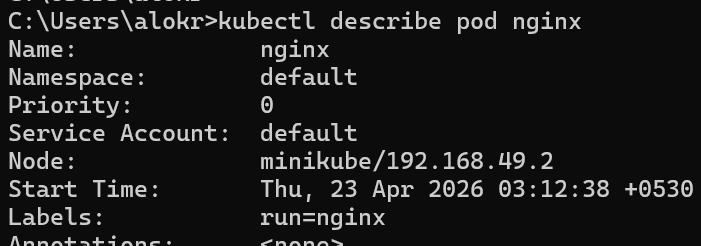 C:\Users\alokr>kubectl describe pod nginx
Name:             nginx
Namespace:        default
Priority:         0
Service Account:  default
Node:             minikube/192.168.49.2
Start Time:       Thu, 23 Apr 2026 03:12:38 +0530
Labels:           run=nginx
Annotations:      <none>